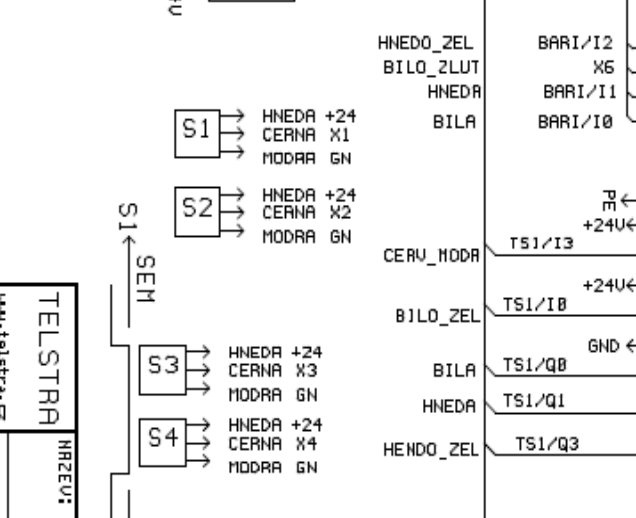 HNEDO_ZEL
BILO_ZLUT
HNEDA
BILA
BARI/I2
X6
BARI/I1
BARI/I0
S1
HNEDA +24
CERNA X1
MODRA GN
S2
HNEDA +24
CERNA X2
MODRA GN
S1
SEM
PE
+24V
CERV_MODA
TS1/I3
+24V
BILO_ZEL
TS1/I0
GND
BILA
TS1/Q0
HNEDA
TS1/Q1
HENDO_ZEL
TS1/Q3
S3
HNEDA +24
CERNA X3
MODRA GN
S4
HNEDA +24
CERNA X4
MODRA GN
TELSTRA
NAZEV: